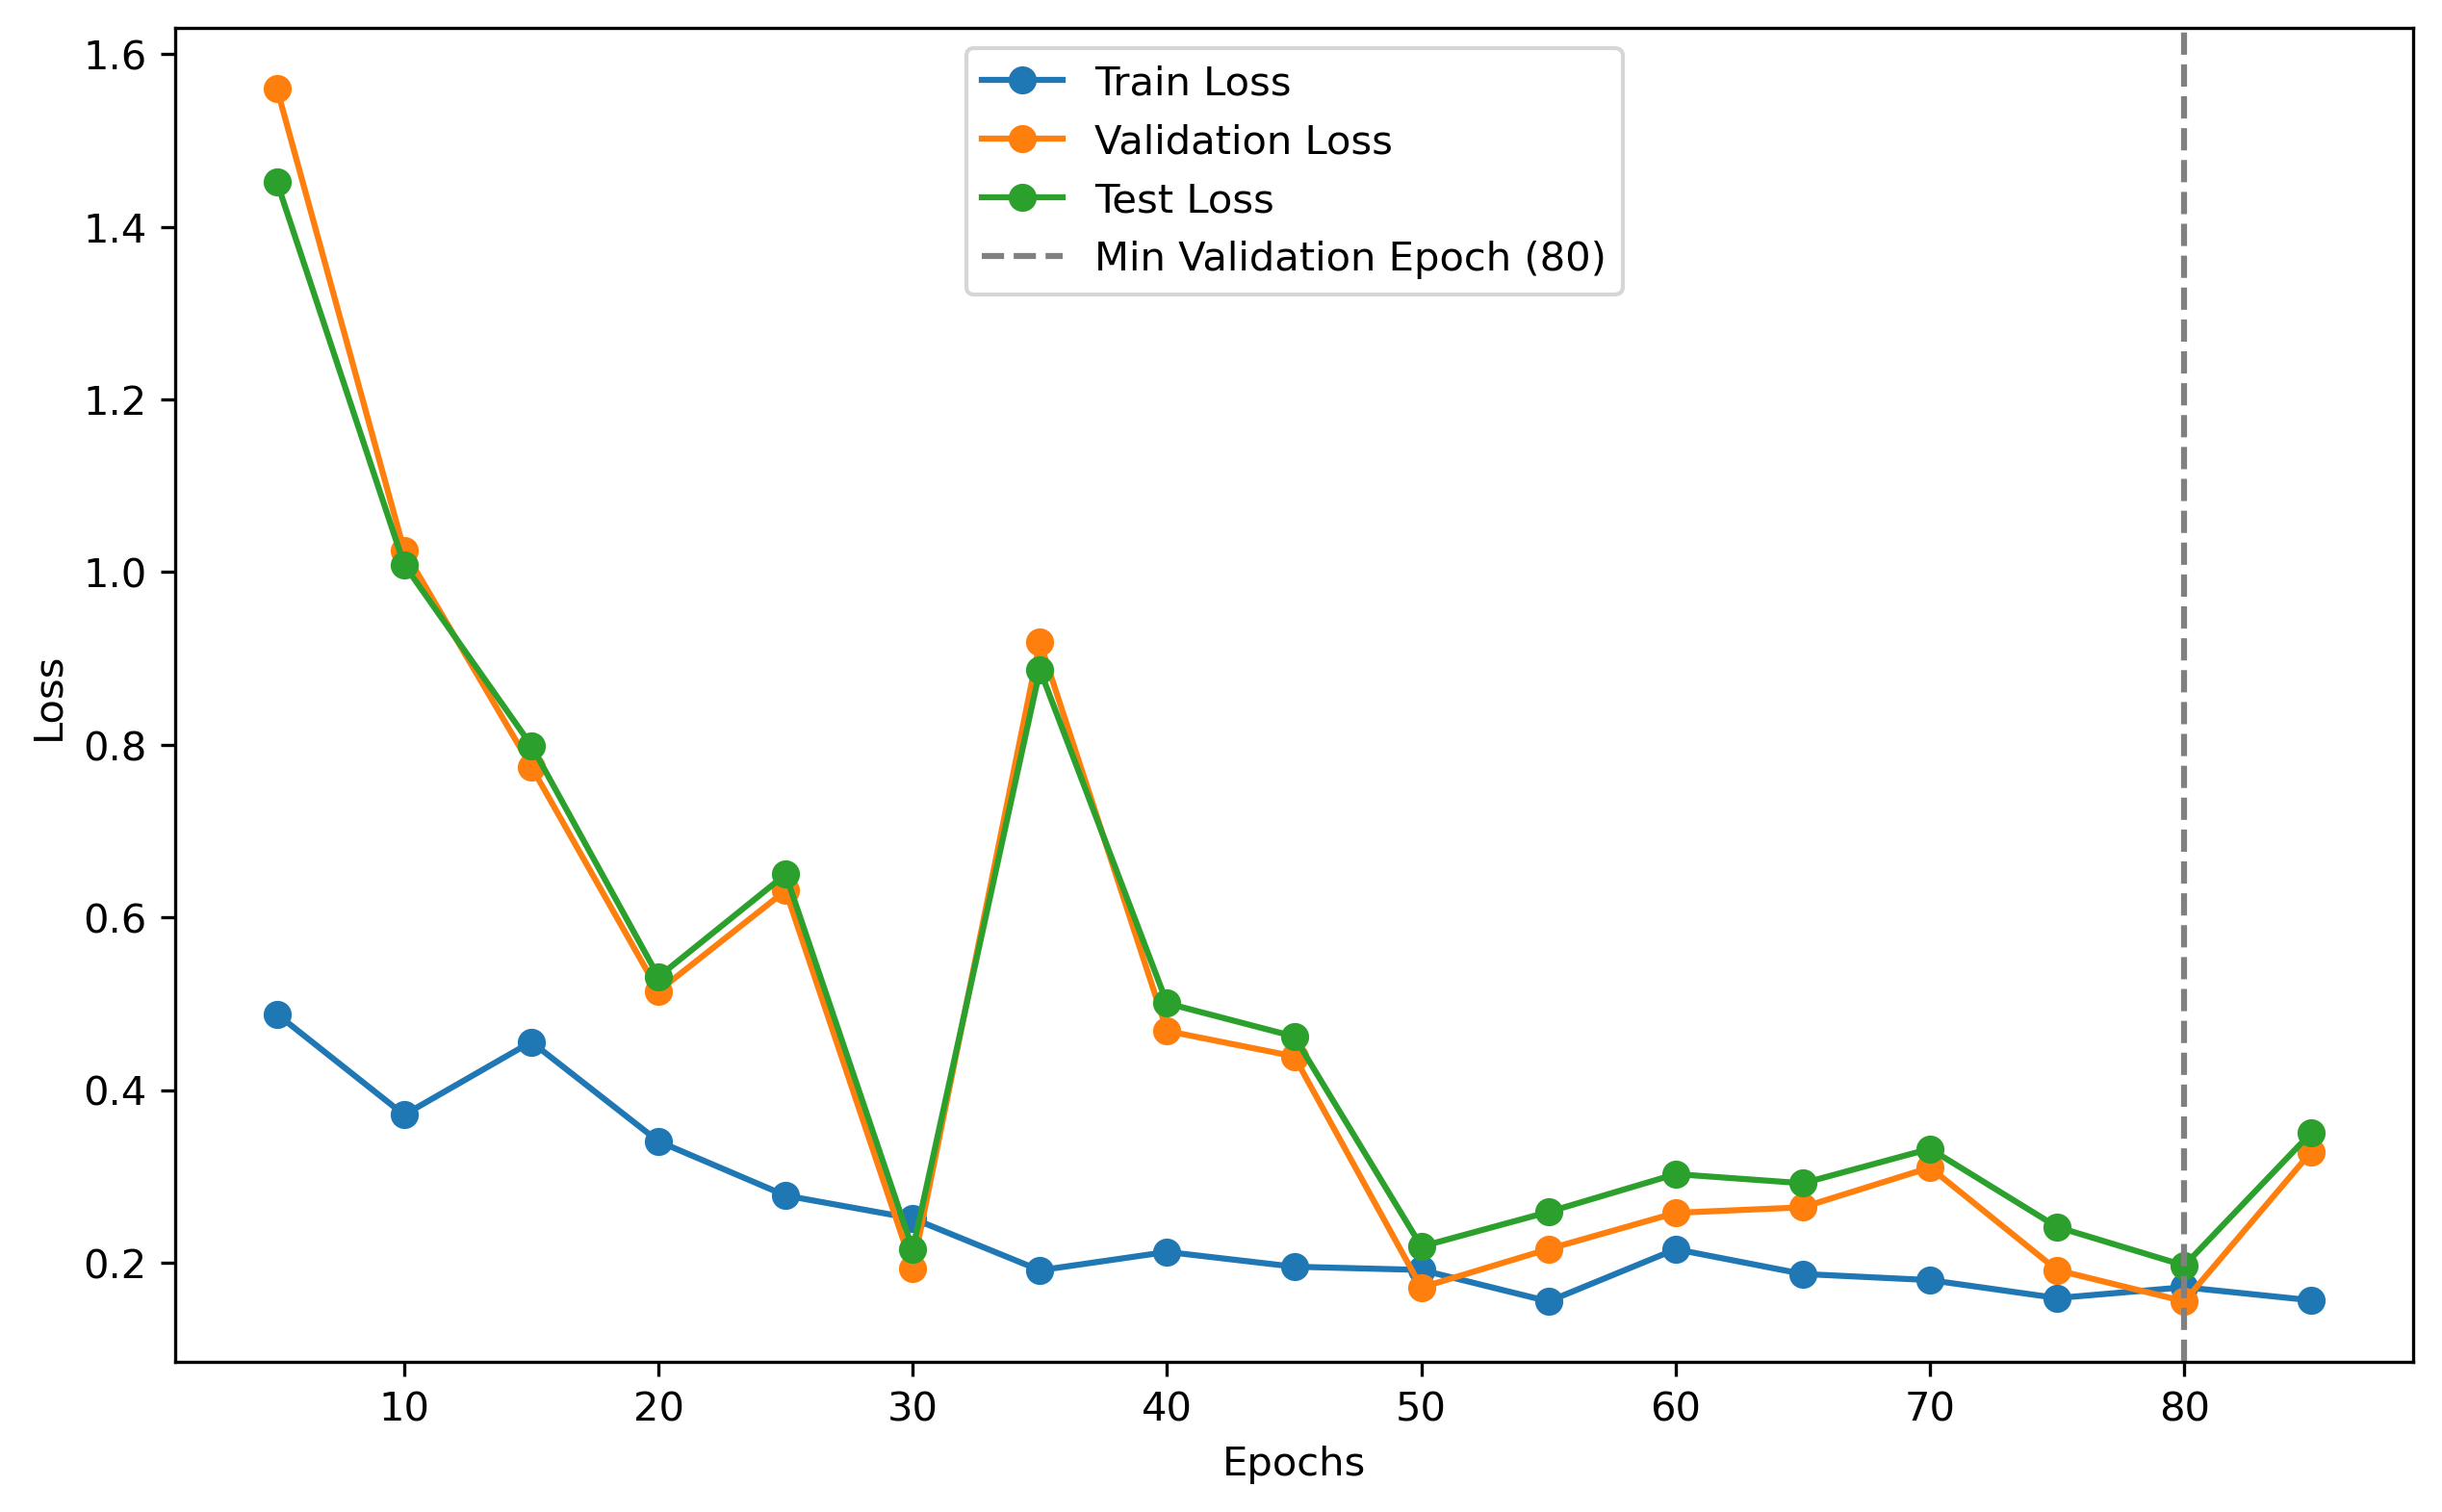 1.6
1.4
1.2
1.0
0.8
0.6
0.4
0.2
Loss
Train Loss
Validation Loss
Test Loss
Min Validation Epoch (80)
10 20 30 40 50 60 70 80
Epochs